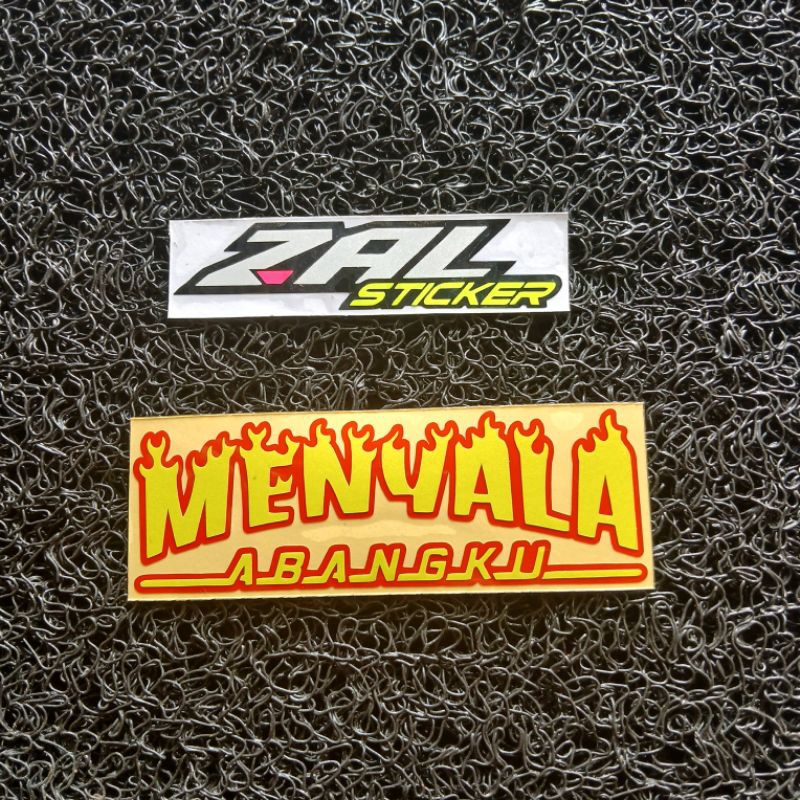 ZAL
STICKER
MENYALA
ABANGKU